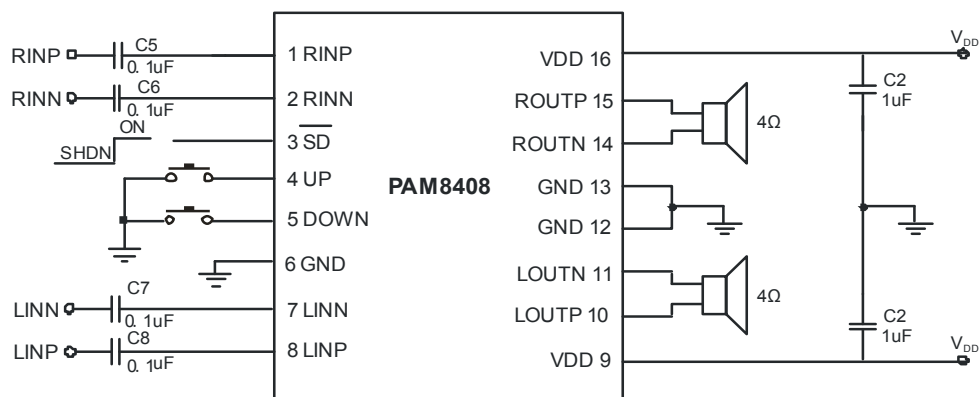 RINP
C5
0.1uF
1 RINP
RINN
C6
0.1uF
2 RINN
ON
SHDN
3 SD
4 UP
5 DOWN
6 GND
LINN
C7
0.1uF
7 LINN
LINP
C8
0.1uF
8 LINP
PAM8408
VDD 16
VDD
C2
1uF
ROUTP 15
ROUTN 14
4Ω
GND 13
GND 12
LOUTN 11
LOUTP 10
4Ω
C2
1uF
VDD 9
VDD